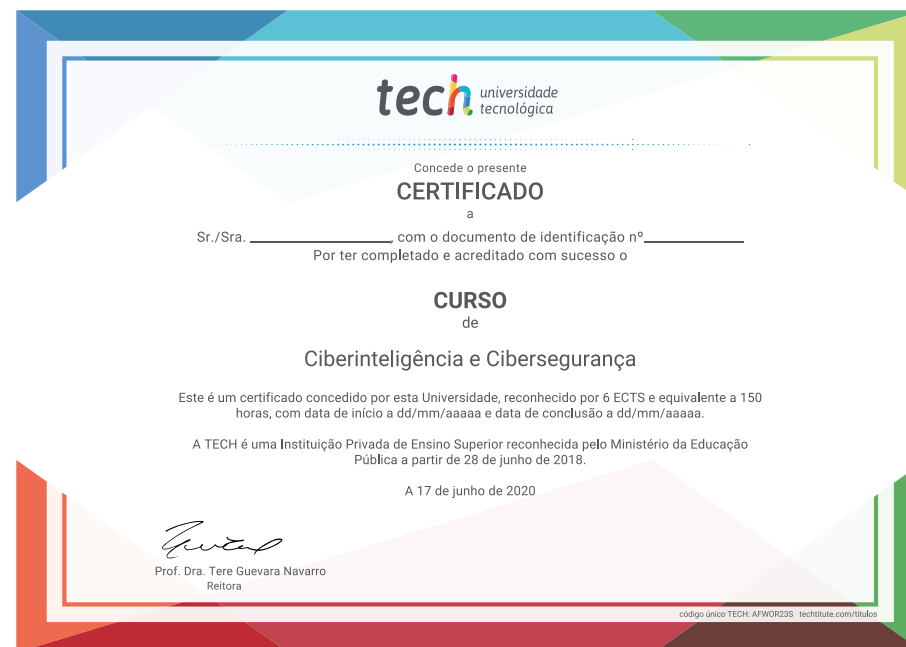 tech universidade
tecnológica
Concede o presente
CERTIFICADO
a
Sr./Sra. ____________________, com o documento de identificação nº______________
Por ter completado e acreditado com sucesso o
CURSO
de
Ciberinteligência e Cibersegurança
Este é um certificado concedido por esta Universidade, reconhecido por 6 ECTS e equivalente a 150
horas, com data de início a dd/mm/aaaaa e data de conclusão a dd/mm/aaaaa.
A TECH é uma Instituição Privada de Ensino Superior reconhecida pelo Ministério da Educação
Pública a partir de 28 de junho de 2018.
A 17 de junho de 2020
Prof. Dra. Tere Guevara Navarro
Reitora
código único TECH: AFWOR23S techtitute.com/titulos